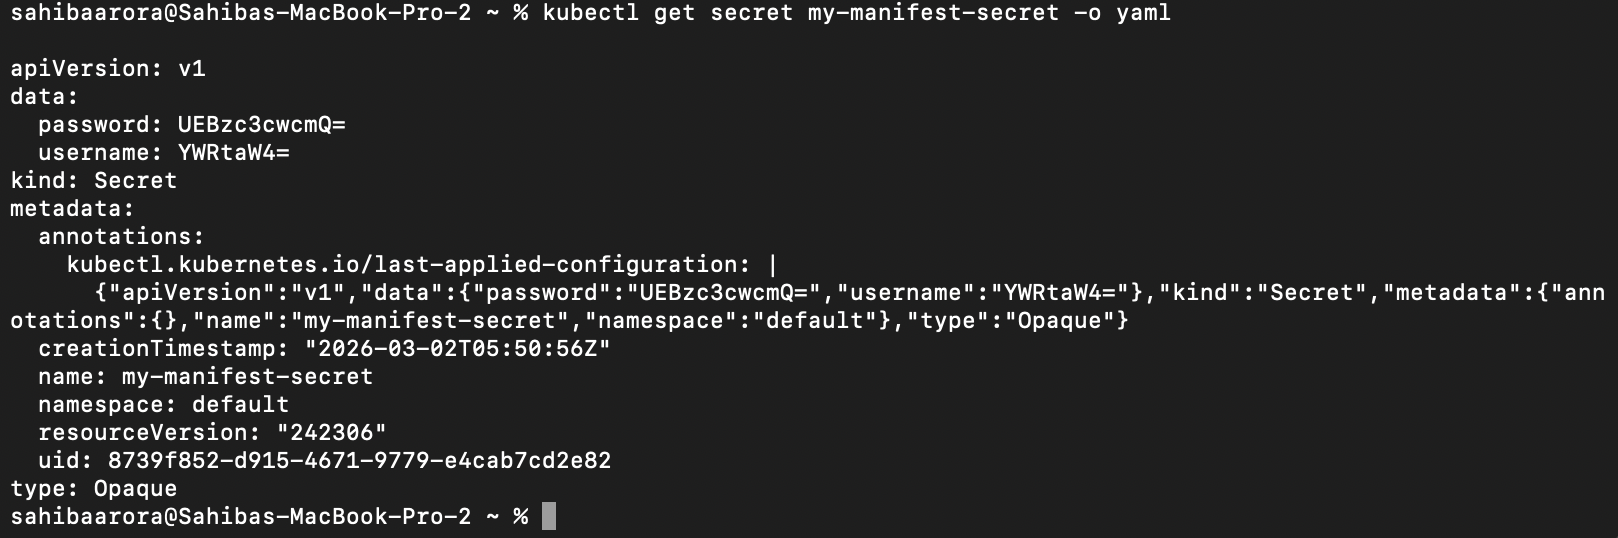 sahibaarora@Sahibas-MacBook-Pro-2 ~ % kubectl get secret my-manifest-secret -o yaml
apiVersion: v1
data:
  password: UEBzc3cwcmQ=
  username: YWRtaW4=
kind: Secret
metadata:
  annotations:
    kubectl.kubernetes.io/last-applied-configuration: |
      {"apiVersion":"v1","data":{"password":"UEBzc3cwcmQ=","username":"YWRtaW4="},"kind":"Secret","metadata":{"ann
otations":{},"name":"my-manifest-secret","namespace":"default"},"type":"Opaque"}
  creationTimestamp: "2026-03-02T05:50:56Z"
  name: my-manifest-secret
  namespace: default
  resourceVersion: "242306"
  uid: 8739f852-d915-4671-9779-e4cab7cd2e82
type: Opaque
sahibaarora@Sahibas-MacBook-Pro-2 ~ %